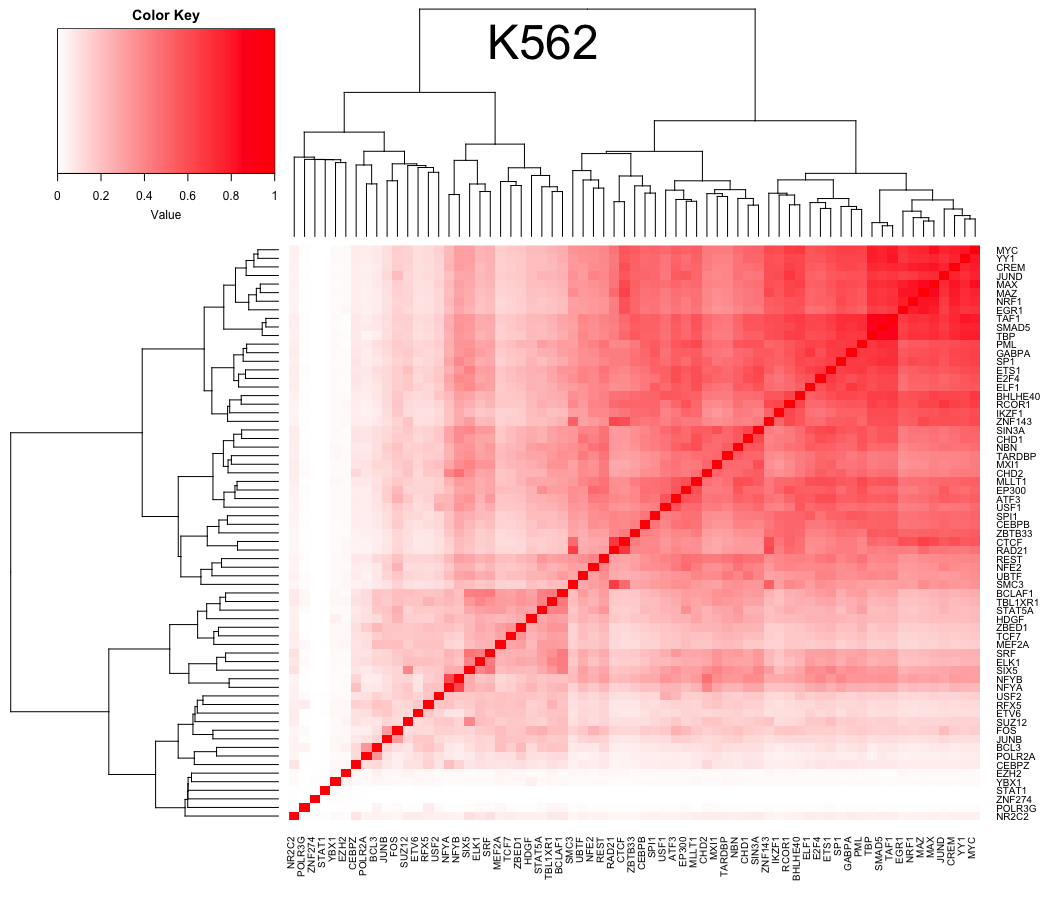 Color Key
K562
0 0.2 0.4 0.6 0.8 1
Value
MYC
YY1
CREM
JUND
MAX
MAZ
NRF1
EGR1
TAF1
SMAD5
TBP
PML
GABPA
SP1
ETS1
E2F4
ELF1
BHLHE40
RCOR1
IKZF1
ZNF143
SIN3A
CHD1
NBN
TARDBP
MXI1
CHD2
MLLT1
EP300
ATF3
USF1
SPI1
CEBPB
ZBTB33
CTCF
RAD21
REST
NFE2
UBTF
SMC3
BCLAF1
TBL1XR1
STAT5A
HDGF
ZBED1
TCF7
MEF2A
SRF
ELK1
SIX5
NFYB
NFYA
USF2
RFX5
ETV6
SUZ12
FOS
JUNB
BCL3
POLR2A
CEBPZ
EZH2
YBX1
STAT1
ZNF274
POLR3G
NR2C2
NR2C2
POLR3G
ZNF274
STAT1
YBX1
EZH2
CEBPZ
POLR2A
BCL3
JUNB
FOS
SUZ12
ETV6
RFX5
USF2
NFYA
NFYB
SIX5
ELK1
SRF
MEF2A
TCF7
ZBED1
HDGF
STAT5A
TBL1XR1
BCLAF1
SMC3
UBTF
NFE2
REST
RAD21
CTCF
ZBTB33
CEBPB
SPI1
USF1
ATF3
EP300
MLLT1
CHD2
MXI1
TARDBP
NBN
CHD1
SIN3A
ZNF143
IKZF1
RCOR1
BHLHE40
ELF1
E2F4
ETS1
SP1
GABPA
PML
TBP
SMAD5
TAF1
EGR1
NRF1
MAZ
MAX
JUND
CREM
YY1
MYC